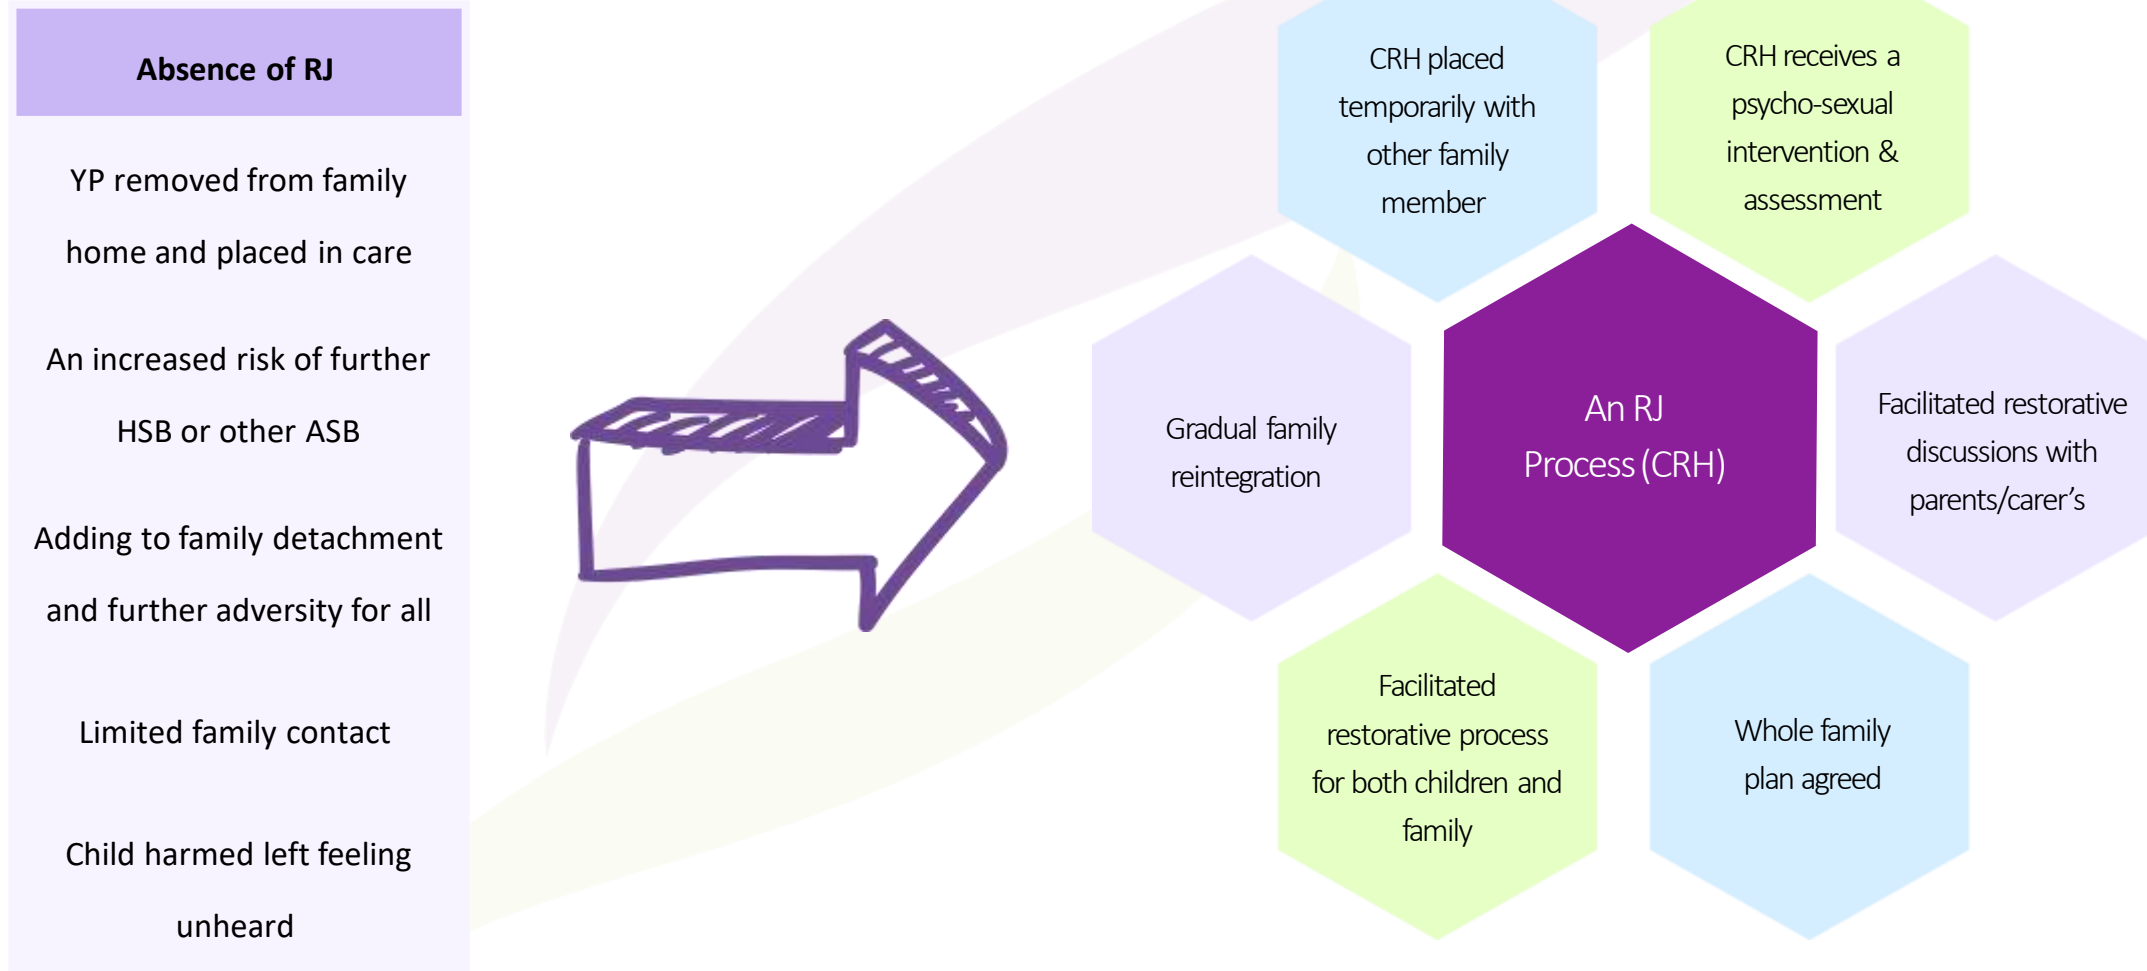 Absence of RJ
YP removed from family
home and placed in care
An increased risk of further
HSB or other ASB
Adding to family detachment
and further adversity for all
Limited family contact
Child harmed left feeling
unheard
CRH placed
temporarily with
other family
member
CRH receives a
psycho-sexual
intervention &
assessment
Gradual family
reintegration
An RJ
Process (CRH)
Facilitated restorative
discussions with
parents/carer’s
Facilitated
restorative process
for both children and
family
Whole family
plan agreed